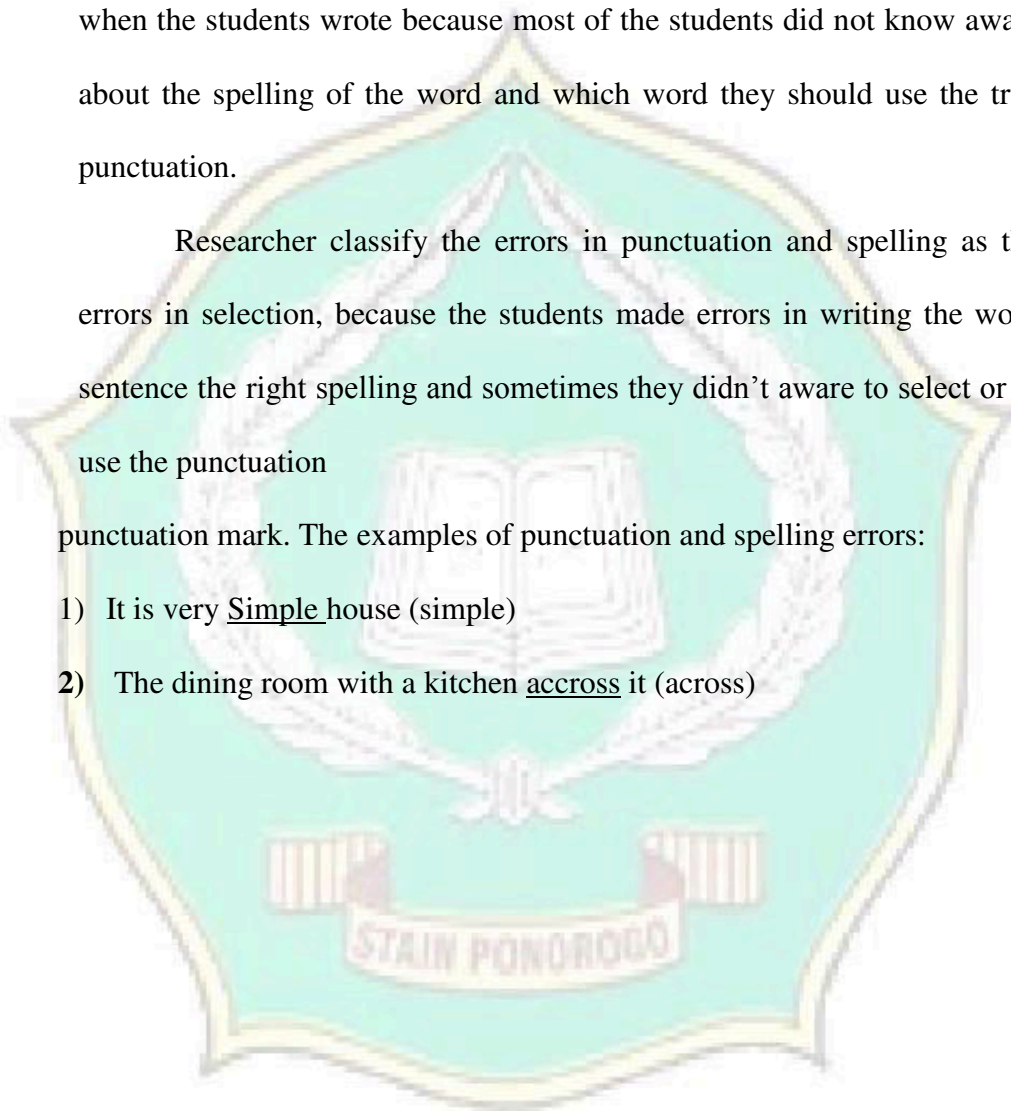 when the students wrote because most of the students did not know
about the spelling of the word and which word they should use the
punctuation.
Researcher classify the errors in punctuation and spelling as
errors in selection, because the students made errors in writing the
sentence the right spelling and sometimes they didn’t aware to select or
use the punctuation
punctuation mark. The examples of punctuation and spelling errors:
1) It is very Simple house (simple)
2) The dining room with a kitchen accross it (across)
STAIN PONOROGO